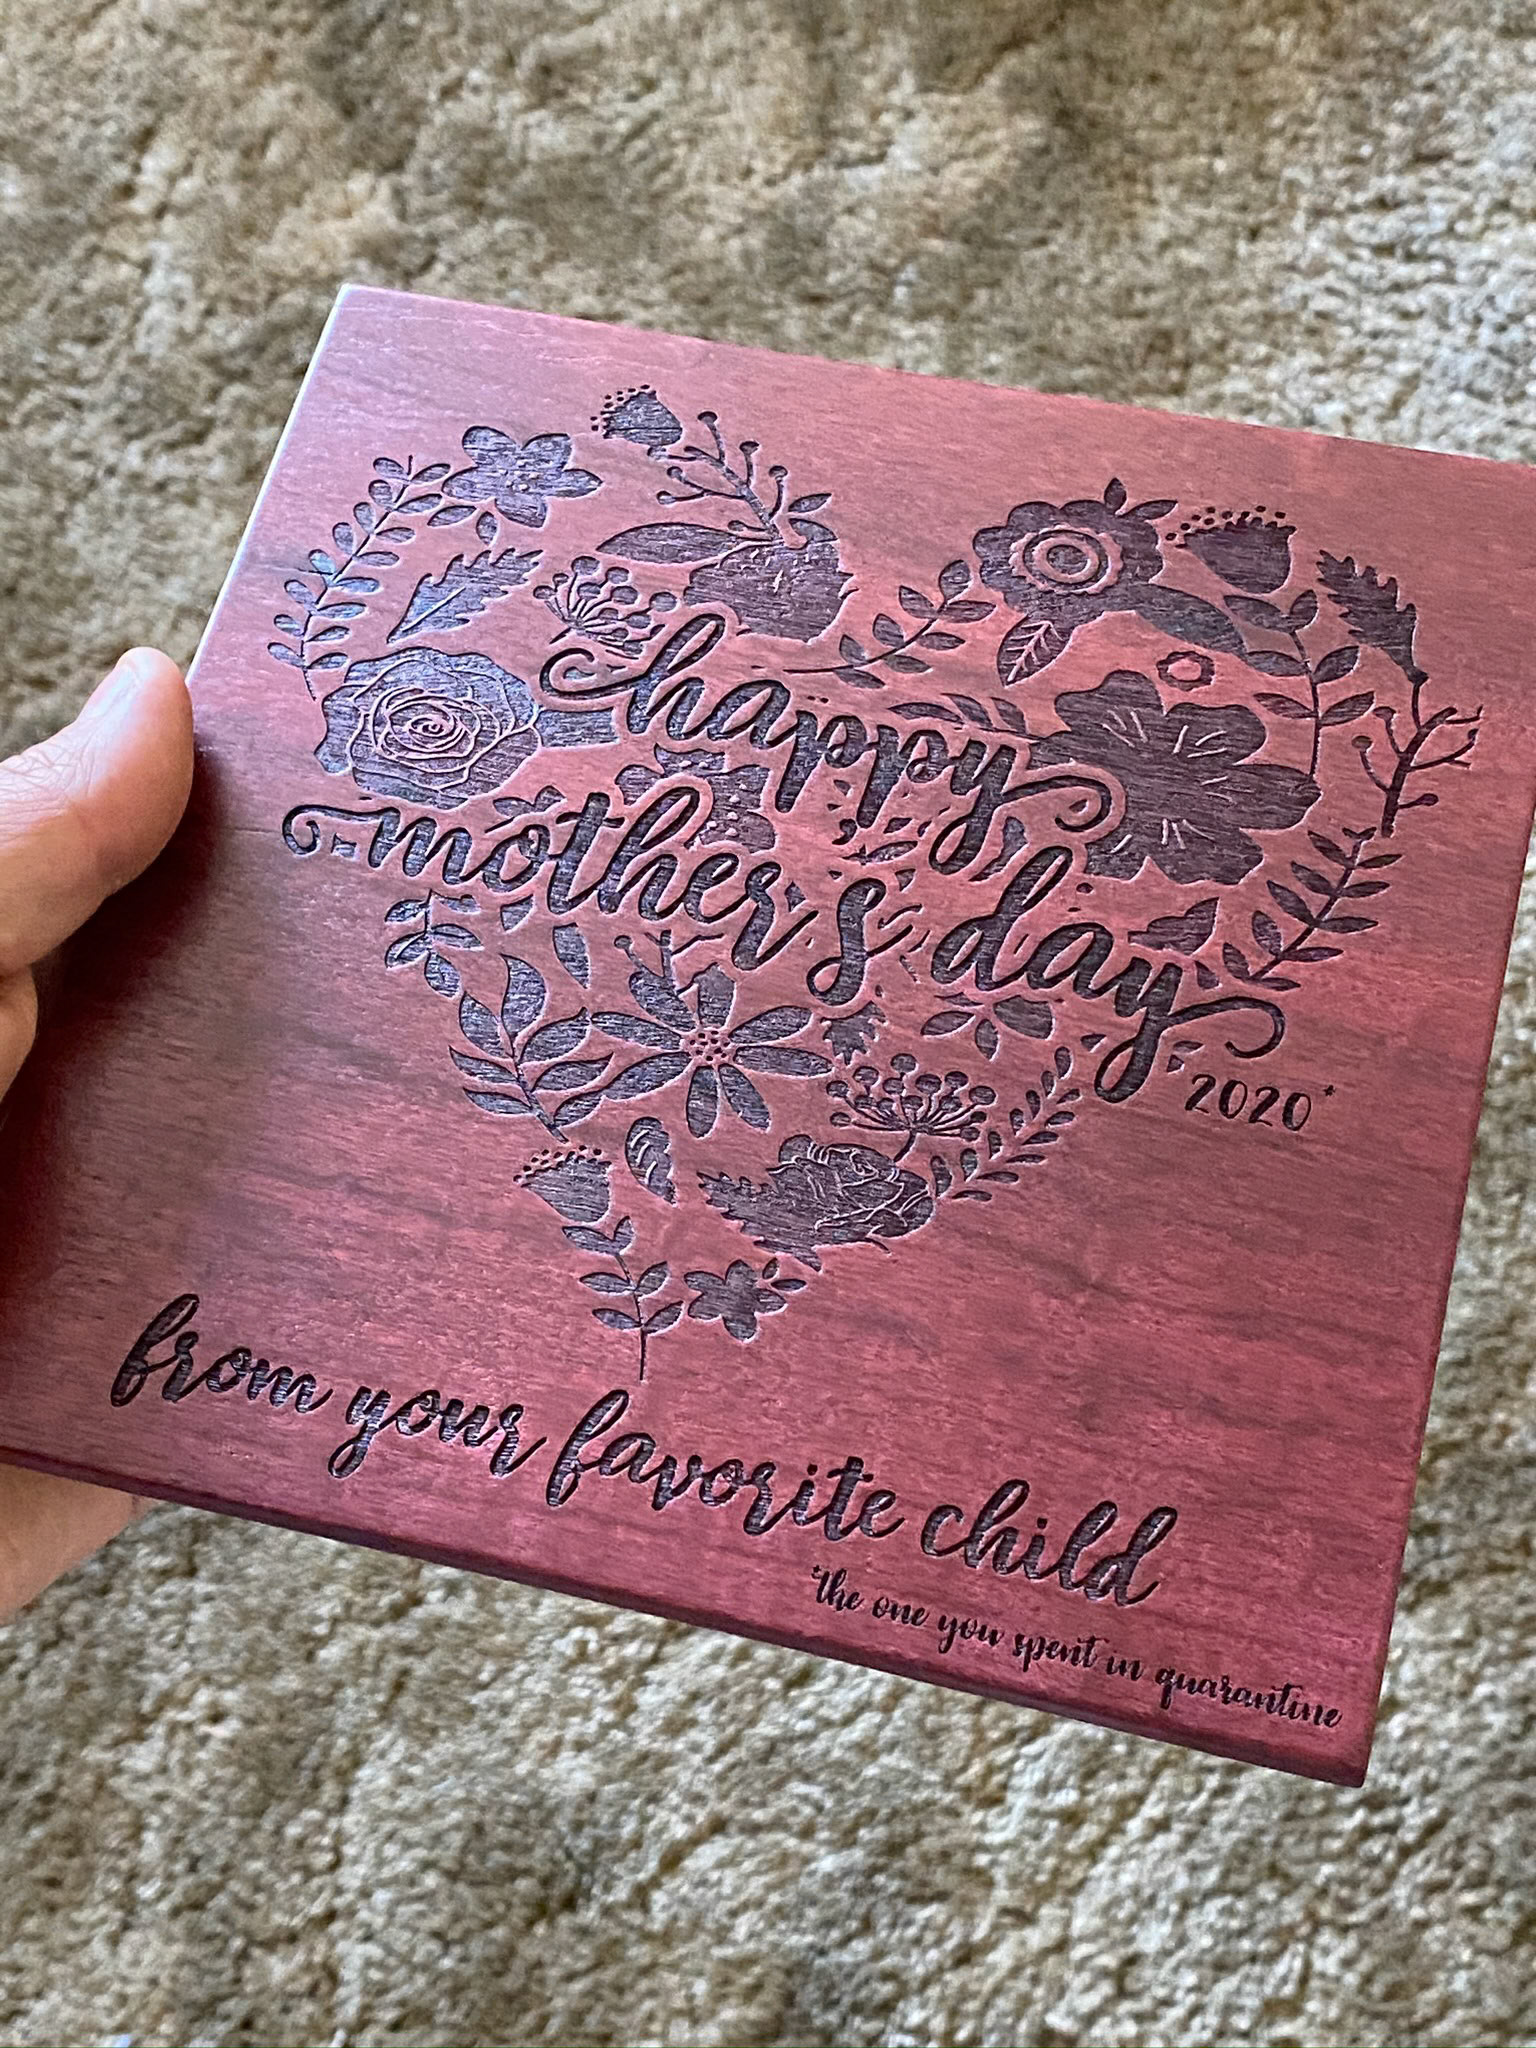 happy
mother's day
2020*
from your favorite child
*the one you spent in quarantine